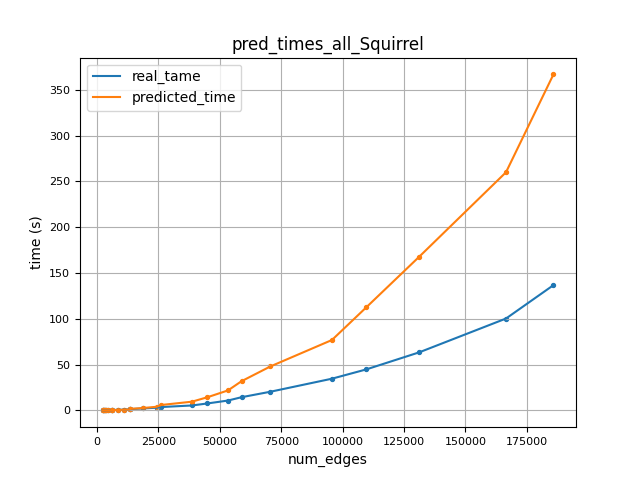 pred_times_all_Squirrel
real_tame
predicted_time
350
300
250
200
150
100
50
0
time (s)
0 25000 50000 75000 100000 125000 150000 175000
num_edges